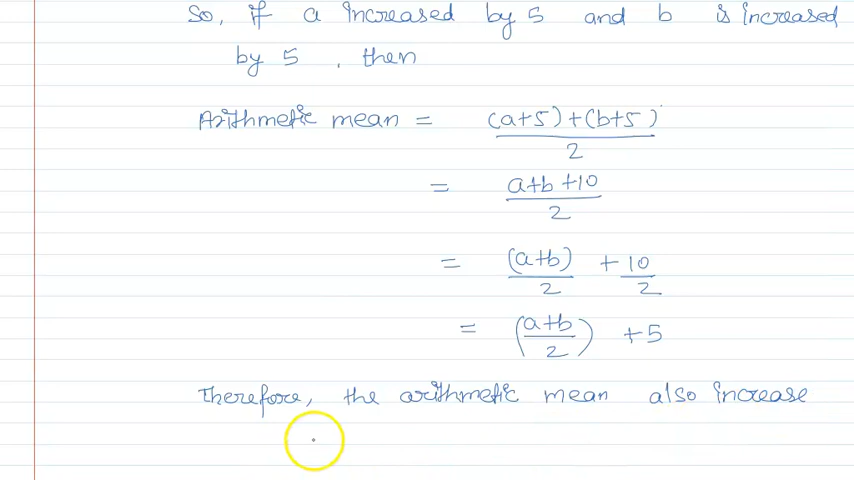 So, if a increased by 5 and b is increased
by 5 , then
Arithmetic mean = (a+5)+(b+5)/2
= a+b+10/2
= (a+b)/2 + 10/2
= (a+b/2) +5
Therefore, the arithmetic mean also increase